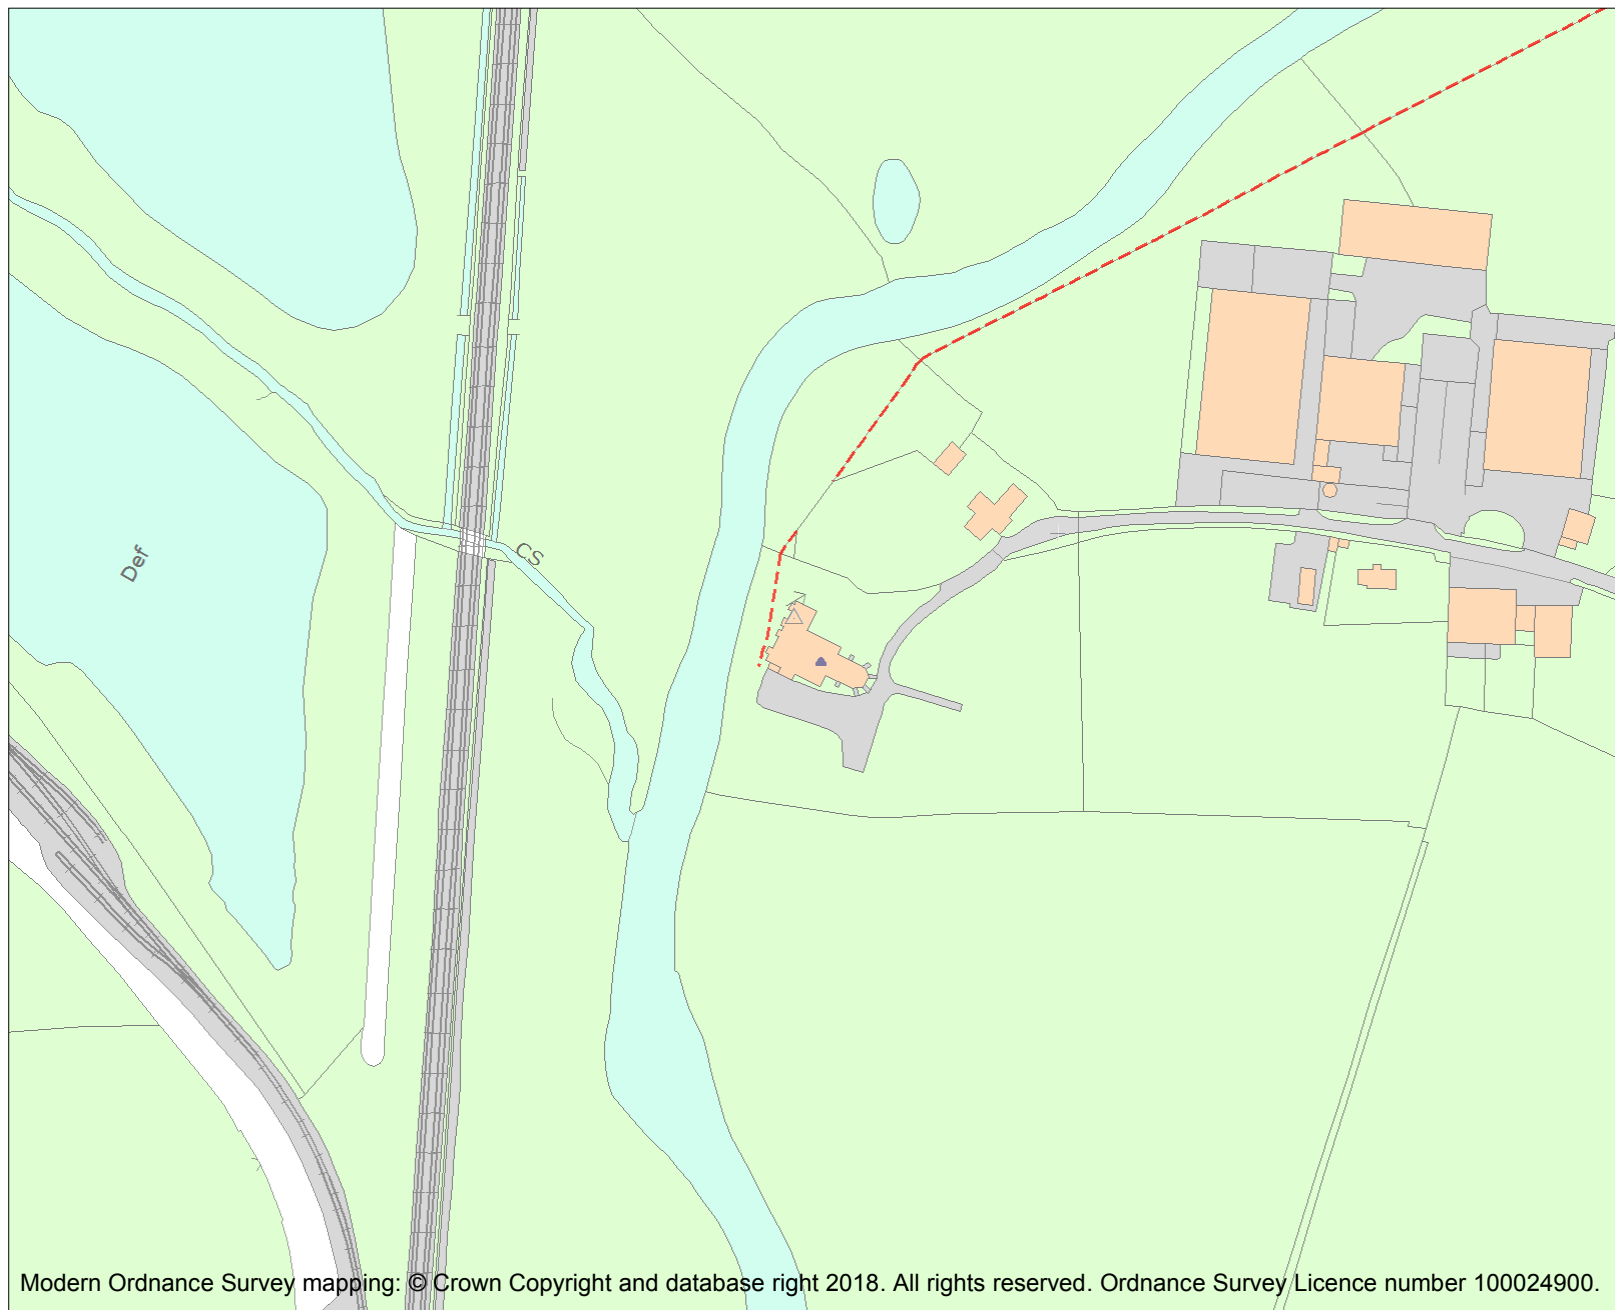 CS
Def
Modern Ordnance Survey mapping: © Crown Copyright and database right 2018. All rights reserved. Ordnance Survey Licence number 100024900.